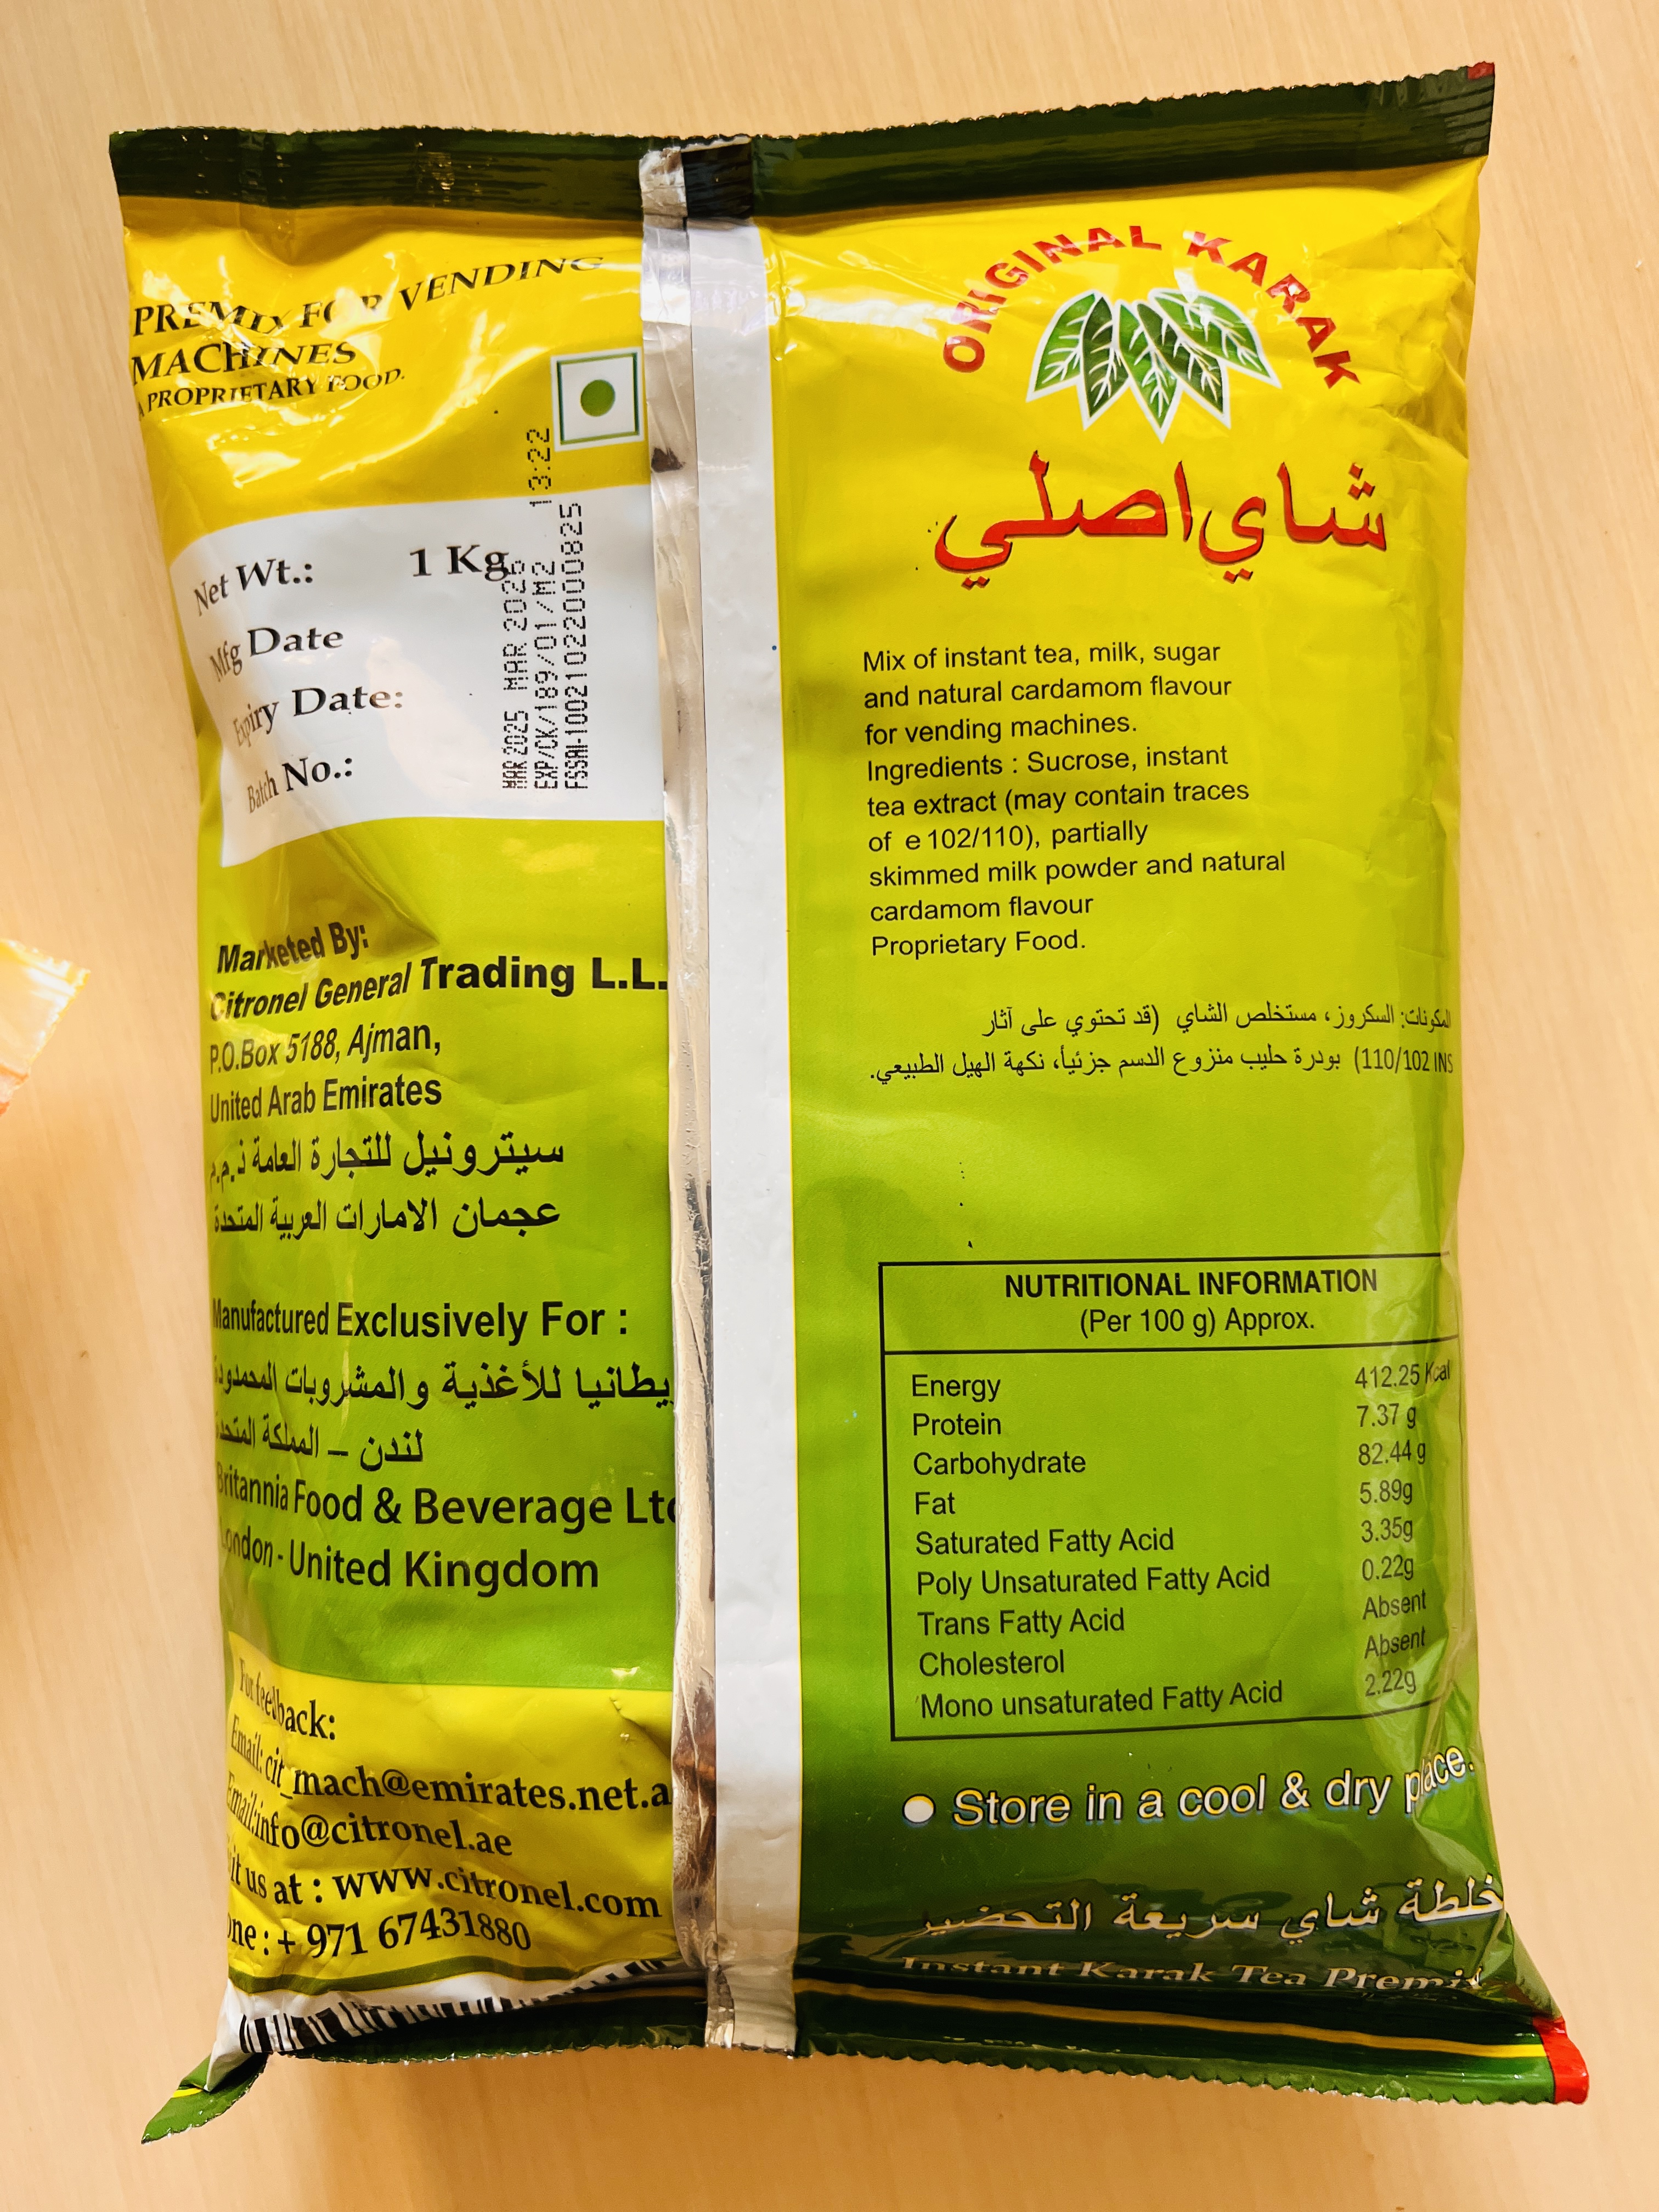 PREMIX FOR VENDING
MACHINES
A PROPRIETARY FOOD.
Net Wt.: 1 Kg.
Mfg Date
Expiry Date:
Batch No.:
MAR 2025 MAR 2026
EXP/CK/189/01/M2 13:22
FSSAI-10021022000825
Marketed By:
Citronel General Trading L.L.
P.O.Box 5188, Ajman,
United Arab Emirates
سيترونيل للتجارة العامة ذ.م.م
عجمان الامارات العربية المتحدة
Manufactured Exclusively For :
يطانيا للأغذية والمشروبات المحمدودة
لندن – المملكة المتحد
Britannia Food & Beverage Ltd
London - United Kingdom
For feedback:
Email: cit_mach@emirates.net.a
Email:info@citronel.ae
it us at : www.citronel.com
one : + 971 67431880
ORIGINAL KARAK
شاي اصلي
Mix of instant tea, milk, sugar
and natural cardamom flavour
for vending machines.
Ingredients : Sucrose, instant
tea extract (may contain traces
of e 102/110), partially
skimmed milk powder and natural
cardamom flavour
Proprietary Food.
المكونات: السكروز، مستخلص الشاي (قد تحتوي على آثار
INS 110/102) بودرة حليب منزوع الدسم جزئياً، نكهة الهيل الطبيعي.
NUTRITIONAL INFORMATION
(Per 100 g) Approx.
Energy 412.25 Kcal
Protein 7.37 g
Carbohydrate 82.44 g
Fat 5.89g
Saturated Fatty Acid 3.35g
Poly Unsaturated Fatty Acid 0.22g
Trans Fatty Acid Absent
Cholesterol Absent
Mono unsaturated Fatty Acid 2.22g
Store in a cool & dry place.
خلطة شاي سريعة التحضير
Instant Karak Tea Premix